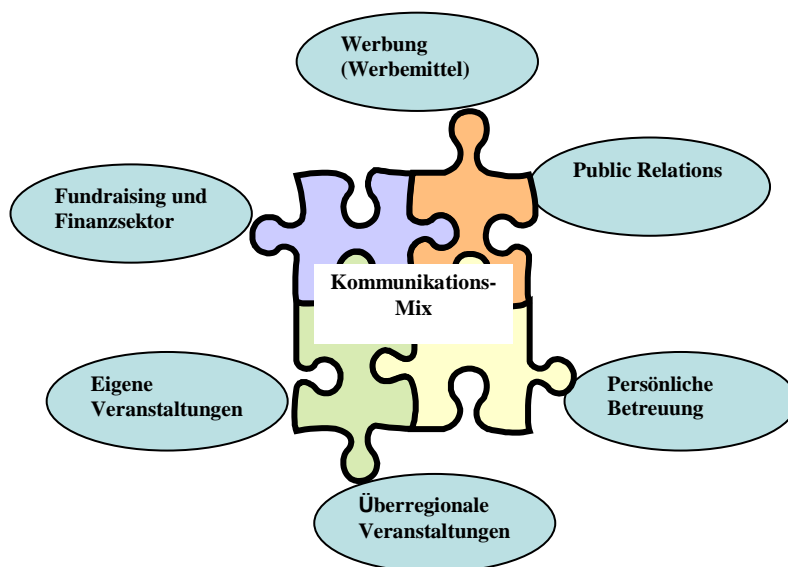 Werbung
(Werbemittel)
Public Relations
Fundraising und
Finanzsektor
Kommunikations-
Mix
Eigene
Veranstaltungen
Persönliche
Betreuung
Überregionale
Veranstaltungen